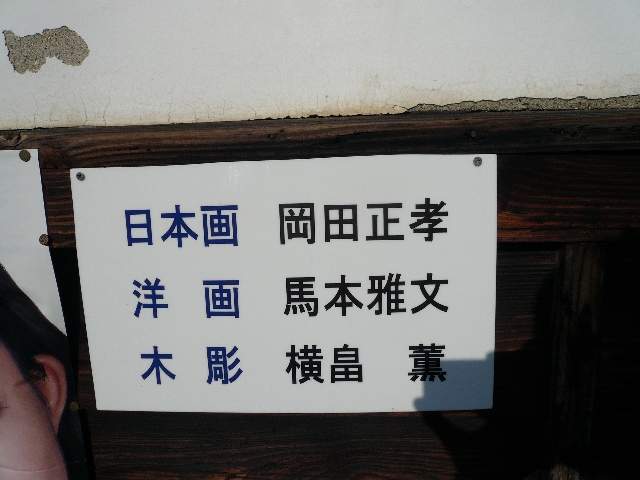 日本画 岡田正孝
洋 画 馬本雅文
木 彫 横畠 薫